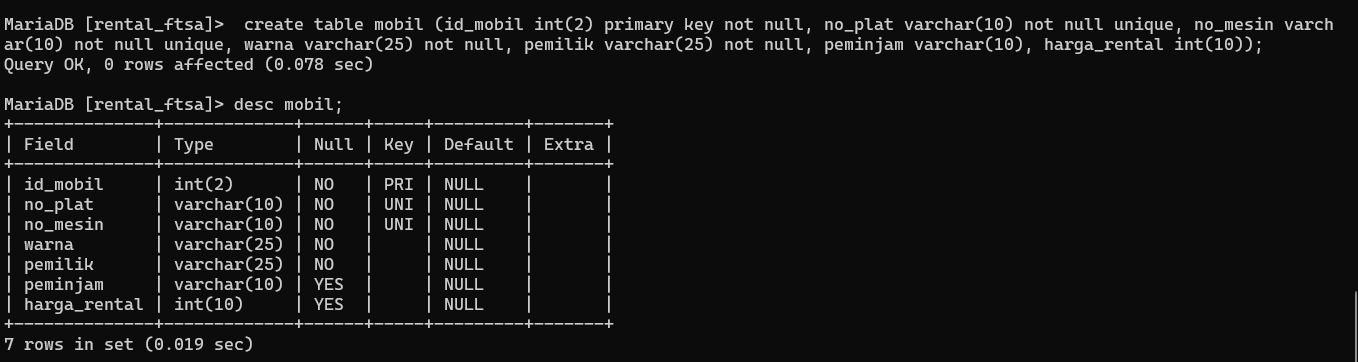 MariaDB [rental_ftsa]>  create table mobil (id_mobil int(2) primary key not null, no_plat varchar(10) not null unique, no_mesin varch
ar(10) not null unique, warna varchar(25) not null, pemilik varchar(25) not null, peminjam varchar(10), harga_rental int(10));
Query OK, 0 rows affected (0.078 sec)

MariaDB [rental_ftsa]> desc mobil;
+--------------+-------------+------+-----+---------+-------+
| Field        | Type        | Null | Key | Default | Extra |
+--------------+-------------+------+-----+---------+-------+
| id_mobil     | int(2)      | NO   | PRI | NULL    |       |
| no_plat      | varchar(10) | NO   | UNI | NULL    |       |
| no_mesin     | varchar(10) | NO   | UNI | NULL    |       |
| warna        | varchar(25) | NO   |     | NULL    |       |
| pemilik      | varchar(25) | NO   |     | NULL    |       |
| peminjam     | varchar(10) | YES  |     | NULL    |       |
| harga_rental | int(10)     | YES  |     | NULL    |       |
+--------------+-------------+------+-----+---------+-------+
7 rows in set (0.019 sec)